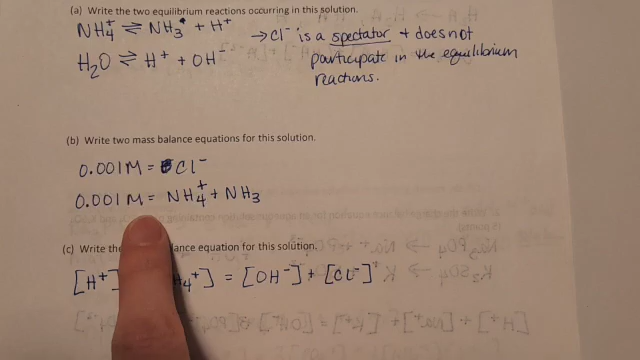 (a) Write the two equilibrium reactions occurring in this solution.
NH₄⁺ ⇌ NH₃ + H⁺ → Cl⁻ is a spectator + does not
H₂O ⇌ H⁺ + OH⁻ participate in the equilibrium
reactions.
(b) Write two mass balance equations for this solution.
0.001M = Cl⁻
0.001M = NH₄⁺ + NH₃
(c) Write the balance equation for this solution.
[H⁺] ₄⁺] = [OH⁻] + [Cl⁻]